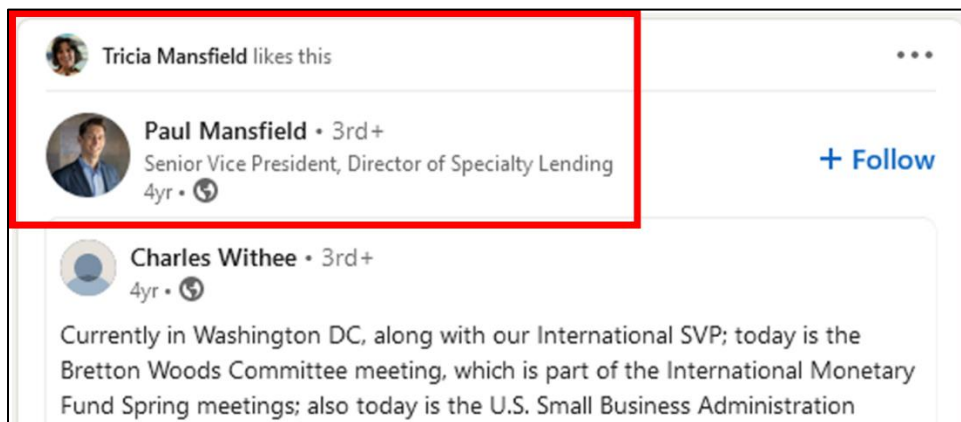 Tricia Mansfield likes this
Paul Mansfield • 3rd+
Senior Vice President, Director of Specialty Lending
4yr •
+ Follow
Charles Withee • 3rd+
4yr •
Currently in Washington DC, along with our International SVP; today is the
Bretton Woods Committee meeting, which is part of the International Monetary
Fund Spring meetings; also today is the U.S. Small Business Administration